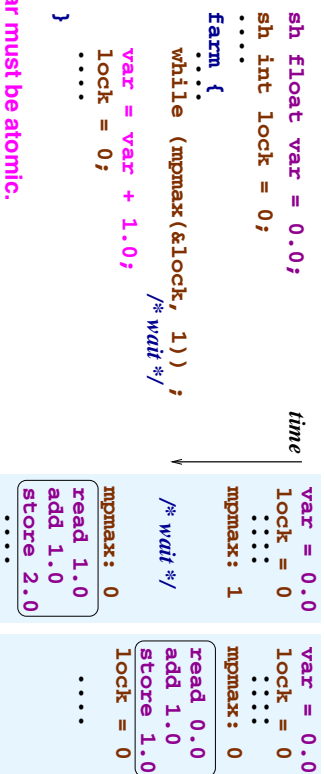 sh float var = 0.0;
sh int lock = 0;
....
farm {
....
while (mpmax(&lock, 1)) ;
/* wait */
var = var + 1.0;
lock = 0;
....
}
ar must be atomic.
time
var = 0.0
lock = 0
.....
mpmax: 1
/* wait */
mpmax: 0
read 1.0
add 1.0
store 2.0
....
var = 0.0
lock = 0
.....
mpmax: 0
read 0.0
add 1.0
store 1.0
lock = 0
....